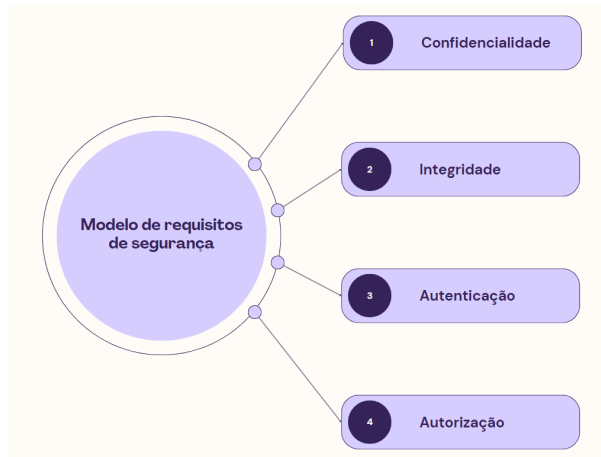 Modelo de requisitos
de segurança
1
Confidencialidade
2
Integridade
3
Autenticação
4
Autorização